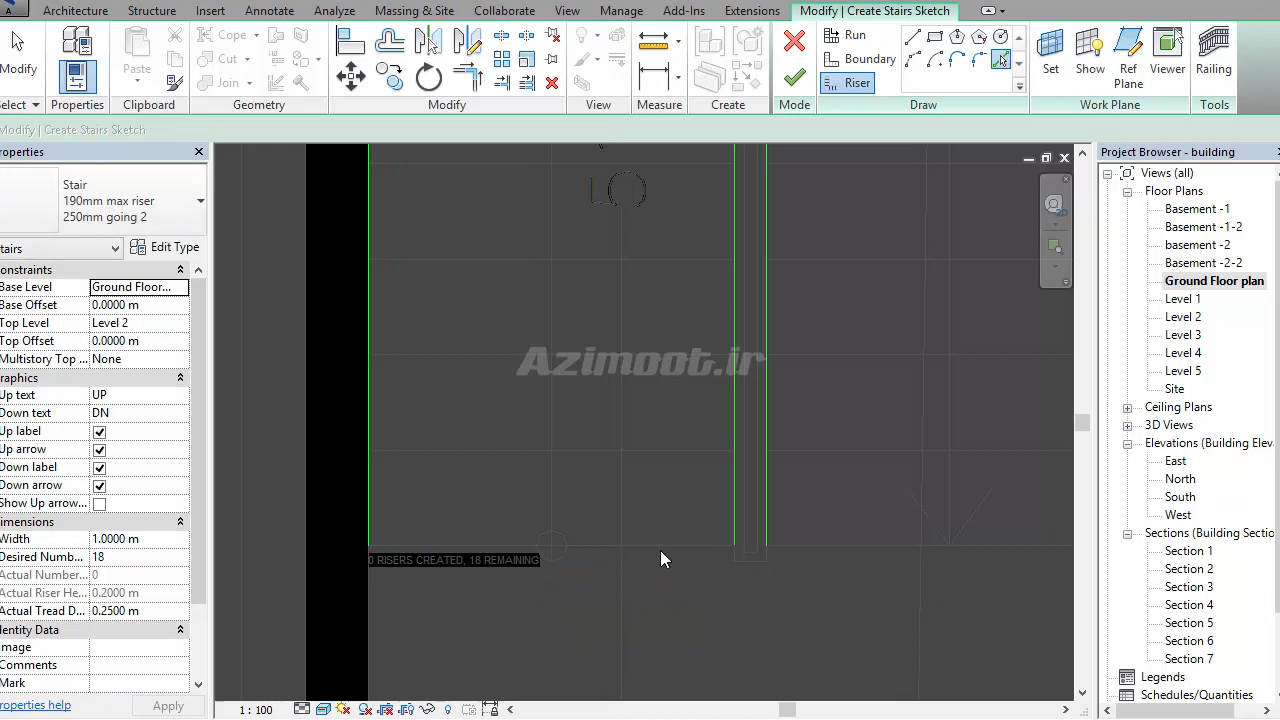 Architecture Structure Insert Annotate Massing & Site Collaborate View Manage Add-Ins Extensions Modify | Create Stairs Sketch
Modify
Select
Properties
Paste
Clipboard
Cope
Cut
Join
Geometry
Modify
View
Measure
Create
Mode
Run
Boundary
Riser
Draw
Set
Show
Ref Plane
Viewer
Work Plane
Railing
Tools
Modify | Create Stairs Sketch
roperties
Stair
190mm max riser
250mm going 2
tairs
Edit Type
onstraints
Base Level Ground Floor...
Base Offset 0.0000 m
Top Level Level 2
Top Offset 0.0000 m
Multistory Top ... None
raphics
Up text UP
Down text DN
Up label
Up arrow
Down label
Down arrow
Show Up arrow...
imensions
Width 1.0000 m
Desired Numb... 18
Actual Number... 0
Actual Riser He... 0.2000 m
Actual Tread D... 0.2500 m
dentity Data
mage
Comments
Mark
roperties help
Apply
0 RISERS CREATED, 18 REMAINING
Azimoot.ir
2D
1 : 100
Project Browser - building
Views (all)
Floor Plans
Basement -1
Basement -1-2
basement -2
Basement -2-2
Ground Floor plan
Level 1
Level 2
Level 3
Level 4
Level 5
Site
Ceiling Plans
3D Views
Elevations (Building Elev
East
North
South
West
Sections (Building Sectio
Section 1
Section 2
Section 3
Section 4
Section 5
Section 6
Section 7
Legends
Schedules/Quantities